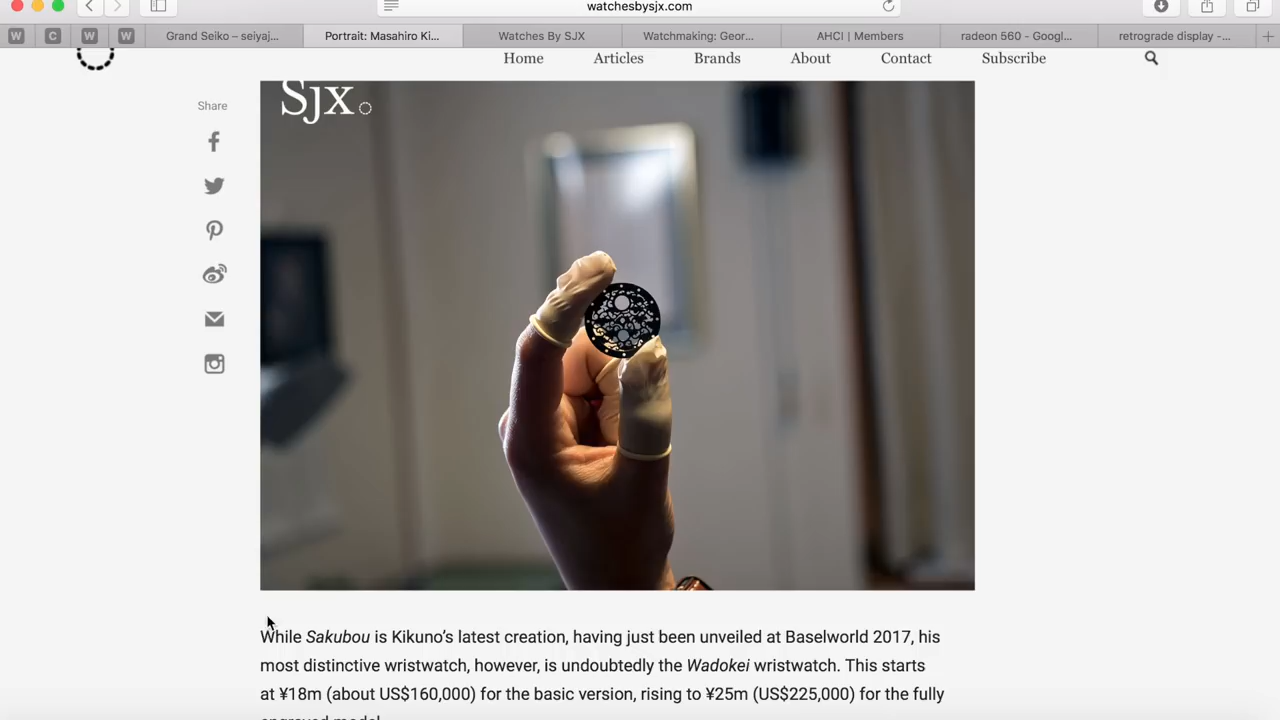 watchesbysjx.com
W
C
W
W
Grand Seiko – seiyaj...
Portrait: Masahiro Ki...
Watches By SJX
Watchmaking: Geor...
AHCI | Members
radeon 560 - Googl...
retrograde display -...
Home
Articles
Brands
About
Contact
Subscribe
Share
Sjx
While Sakubou is Kikuno’s latest creation, having just been unveiled at Baselworld 2017, his
most distinctive wristwatch, however, is undoubtedly the Wadokei wristwatch. This starts
at ¥18m (about US$160,000) for the basic version, rising to ¥25m (US$225,000) for the fully
engraved model.